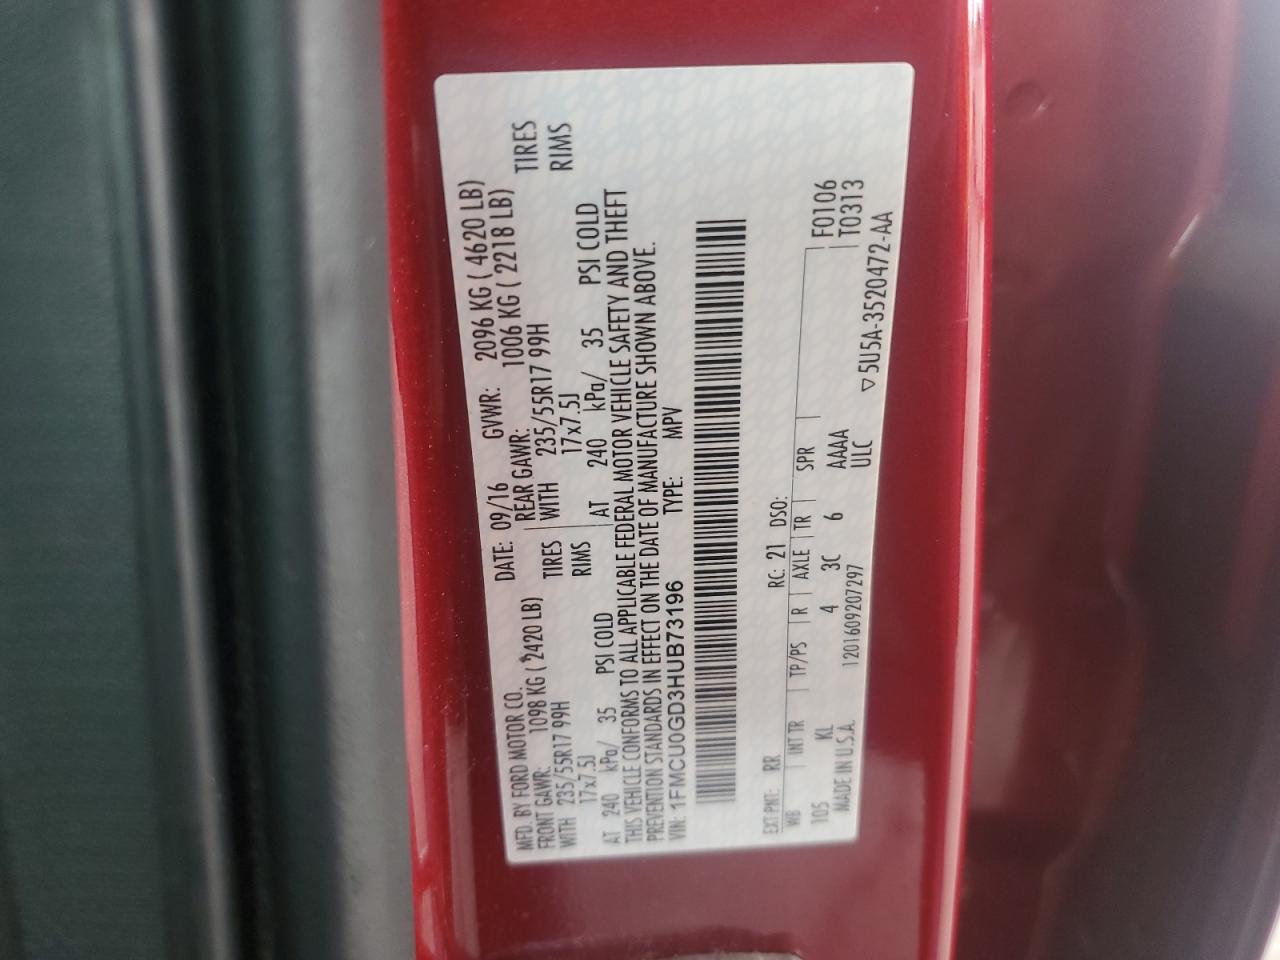 MFD. BY FORD MOTOR CO. DATE: 09/16 GVWR: 2096 KG ( 4620 LB)
FRONT GAWR: 1098 KG ( 2420 LB) REAR GAWR: 1006 KG ( 2218 LB)
WITH 235/55R17 99H TIRES WITH 235/55R17 99H TIRES
17x7.5J RIMS 17x7.5J RIMS
AT 240 kPa/ 35 PSI COLD AT 240 kPa/ 35 PSI COLD
THIS VEHICLE CONFORMS TO ALL APPLICABLE FEDERAL MOTOR VEHICLE SAFETY AND THEFT
PREVENTION STANDARDS IN EFFECT ON THE DATE OF MANUFACTURE SHOWN ABOVE.
VIN: 1FMCU0GD3HUB73196 TYPE: MPV
EXT PNT: RR RC: 21 DSO:
WB INT TR TP/PS R AXLE TR SPR F0106
105 KL 4 3C 6 AAAA T0313
MADE IN U.S.A. 1201609207297 ULC ▽5U5A-3520472-AA